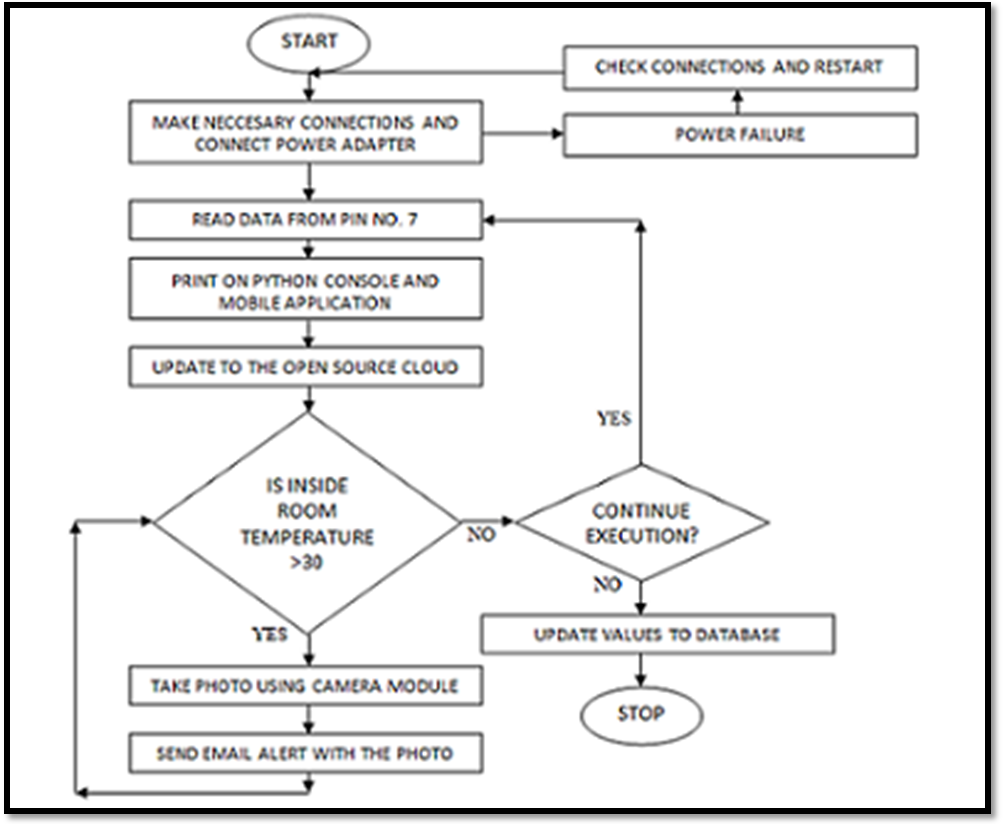 START
CHECK CONNECTIONS AND RESTART
MAKE NECCESARY CONNECTIONS AND
CONNECT POWER ADAPTER
POWER FAILURE
READ DATA FROM PIN NO. 7
PRINT ON PYTHON CONSOLE AND
MOBILE APPLICATION
UPDATE TO THE OPEN SOURCE CLOUD
YES
IS INSIDE
ROOM
TEMPERATURE
>30
NO
CONTINUE
EXECUTION?
NO
YES
UPDATE VALUES TO DATABASE
TAKE PHOTO USING CAMERA MODULE
STOP
SEND EMAIL ALERT WITH THE PHOTO